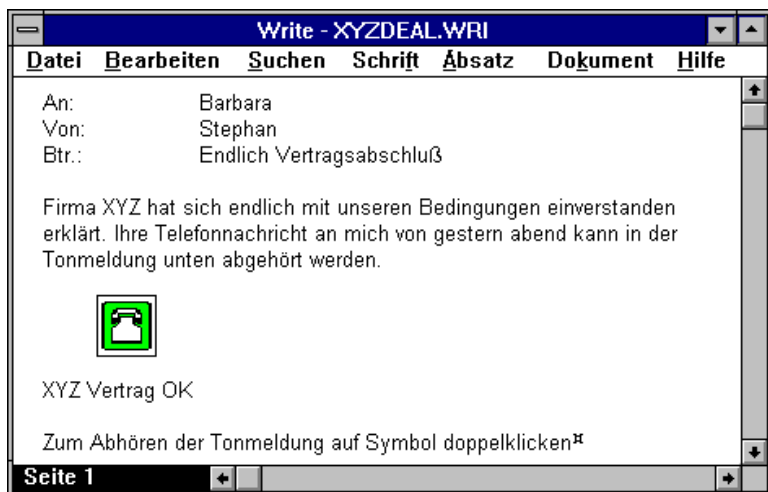 Write - XYZDEAL.WRI
Datei Bearbeiten Suchen Schrift Absatz Dokument Hilfe
An: Barbara
Von: Stephan
Btr.: Endlich Vertragsabschluß
Firma XYZ hat sich endlich mit unseren Bedingungen einverstanden
erklärt. Ihre Telefonnachricht an mich von gestern abend kann in der
Tonmeldung unten abgehört werden.
XYZ Vertrag OK
Zum Abhören der Tonmeldung auf Symbol doppelklicken¤
Seite 1